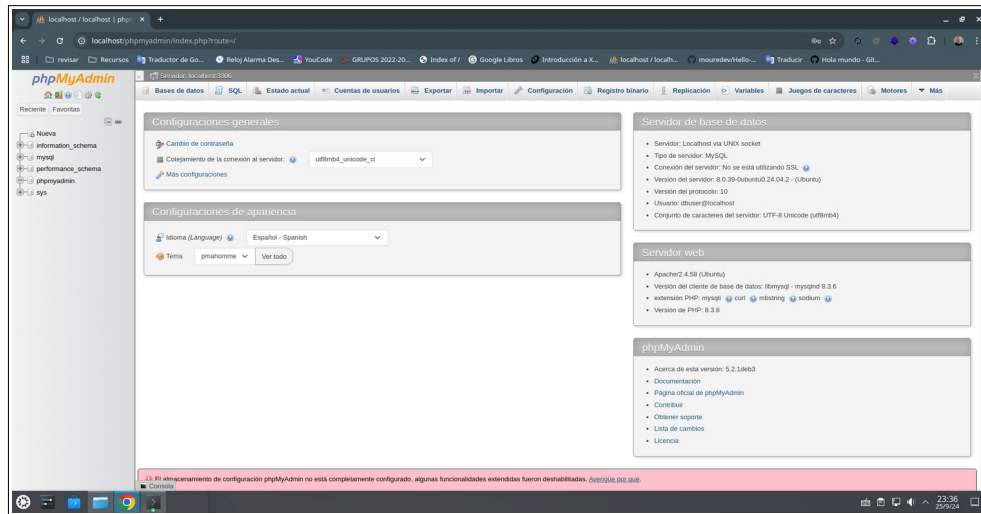 localhost / localhost | php
localhost/phpmyadmin/index.php?route=/
revisar Recursos Traductor de Go... Reloj Alarma Des... YouCode GRUPOS 2022-20... Index of / Google Libros Introducción a X... localhost / localh... mouredev/Hello-... Traducir Hola mundo - Git...
phpMyAdmin
Reciente Favoritas
Nueva
information_schema
mysql
performance_schema
phpmyadmin
sys
Servidor: localhost:3306
Bases de datos SQL Estado actual Cuentas de usuarios Exportar Importar Configuración Registro binario Replicación Variables Juegos de caracteres Motores Más
Configuraciones generales
Cambio de contraseña
Cotejamiento de la conexión al servidor: utf8mb4_unicode_ci
Más configuraciones
Configuraciones de apariencia
Idioma (Language) Español - Spanish
Tema pmahomme Ver todo
Servidor de base de datos
Servidor: Localhost via UNIX socket
Tipo de servidor: MySQL
Conexión del servidor: No se está utilizando SSL
Versión del servidor: 8.0.39-0ubuntu0.24.04.2 - (Ubuntu)
Versión del protocolo: 10
Usuario: dbuser@localhost
Conjunto de caracteres del servidor: UTF-8 Unicode (utf8mb4)
Servidor web
Apache/2.4.58 (Ubuntu)
Versión del cliente de base de datos: libmysql - mysqlnd 8.3.6
extensión PHP: mysqli curl mbstring sodium
Versión de PHP: 8.3.6
phpMyAdmin
Acerca de esta versión: 5.2.1deb3
Documentación
Página oficial de phpMyAdmin
Contribuir
Obtener soporte
Lista de cambios
Licencia
El almacenamiento de configuración phpMyAdmin no está completamente configurado, algunas funcionalidades extendidas fueron deshabilitadas. Averigüe por qué.
Consola
23:36
25/9/24